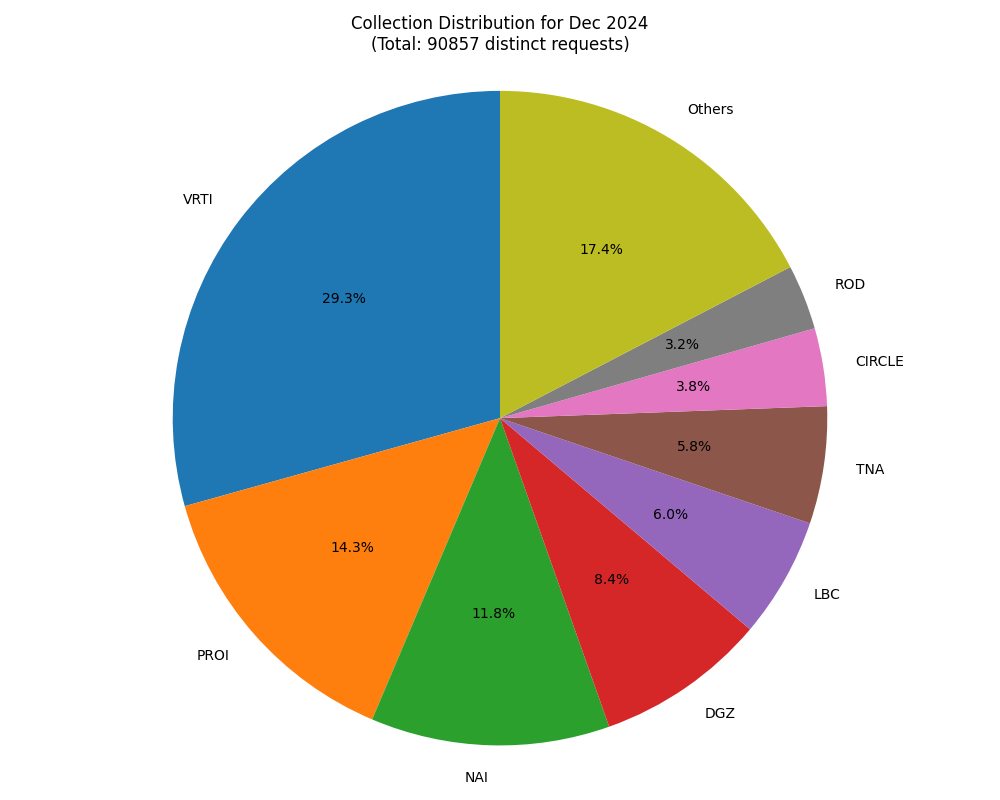 Collection Distribution for Dec 2024
(Total: 90857 distinct requests)
Others
VRTI
17.4%
ROD
29.3%
3.2%
CIRCLE
3.8%
5.8%
TNA
6.0%
14.3%
8.4%
LBC
11.8%
PROI
DGZ
NAI